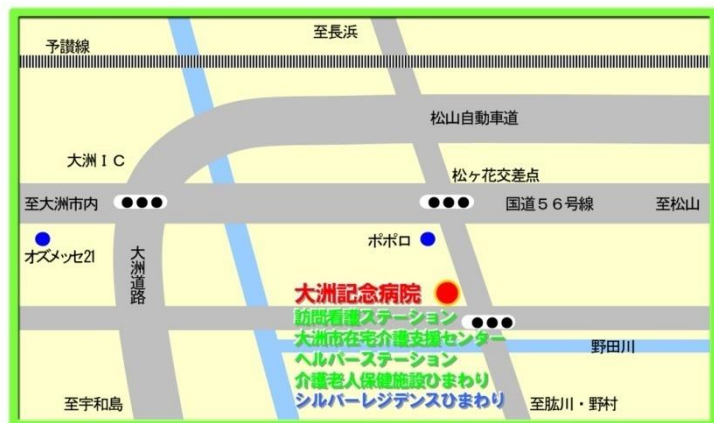 至長浜
予讃線
松山自動車道
大洲ＩＣ
松ヶ花交差点
至大洲市内
国道５６号線
至松山
ポポロ
オズメッセ21
大洲道路
大洲記念病院
訪問看護ステーション
大洲市在宅介護支援センター
ヘルパーステーション
野田川
介護老人保健施設ひまわり
シルバーレジデンスひまわり
至宇和島
至肱川・野村